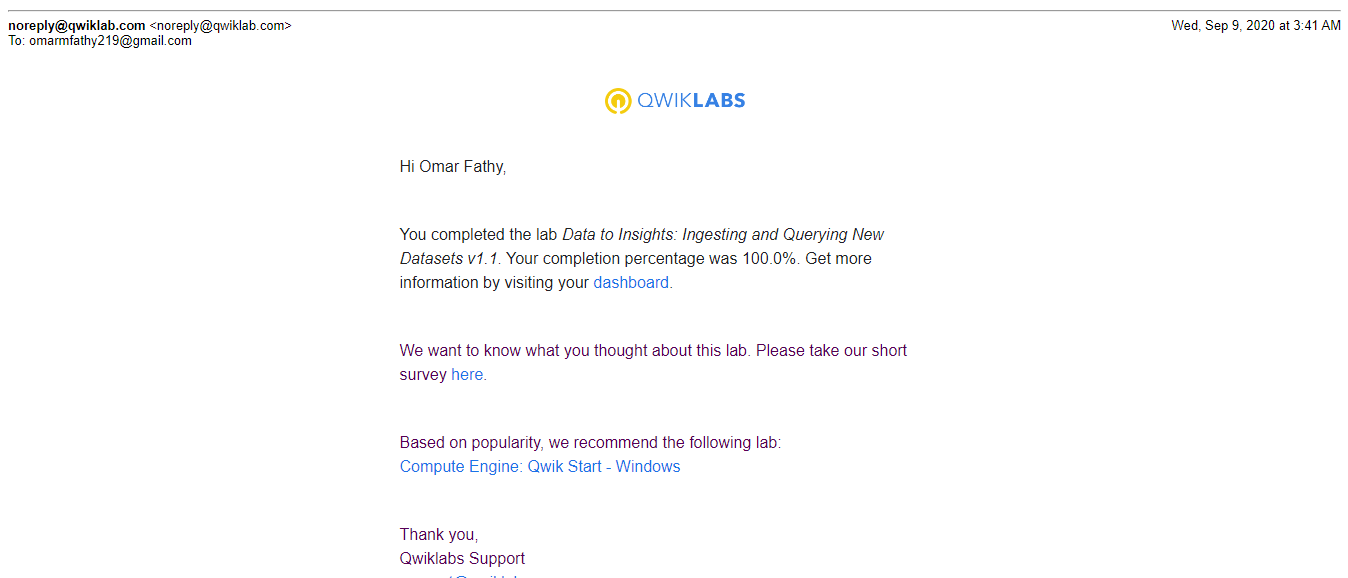 noreply@qwiklab.com <noreply@qwiklab.com>
Wed, Sep 9, 2020 at 3:41 AM
To: omarmfathy219@gmail.com
QWIKLABS
Hi Omar Fathy,
You completed the lab Data to Insights: Ingesting and Querying New
Datasets v1.1. Your completion percentage was 100.0%. Get more
information by visiting your dashboard.
We want to know what you thought about this lab. Please take our short
survey here.
Based on popularity, we recommend the following lab:
Compute Engine: Qwik Start - Windows
Thank you,
Qwiklabs Support